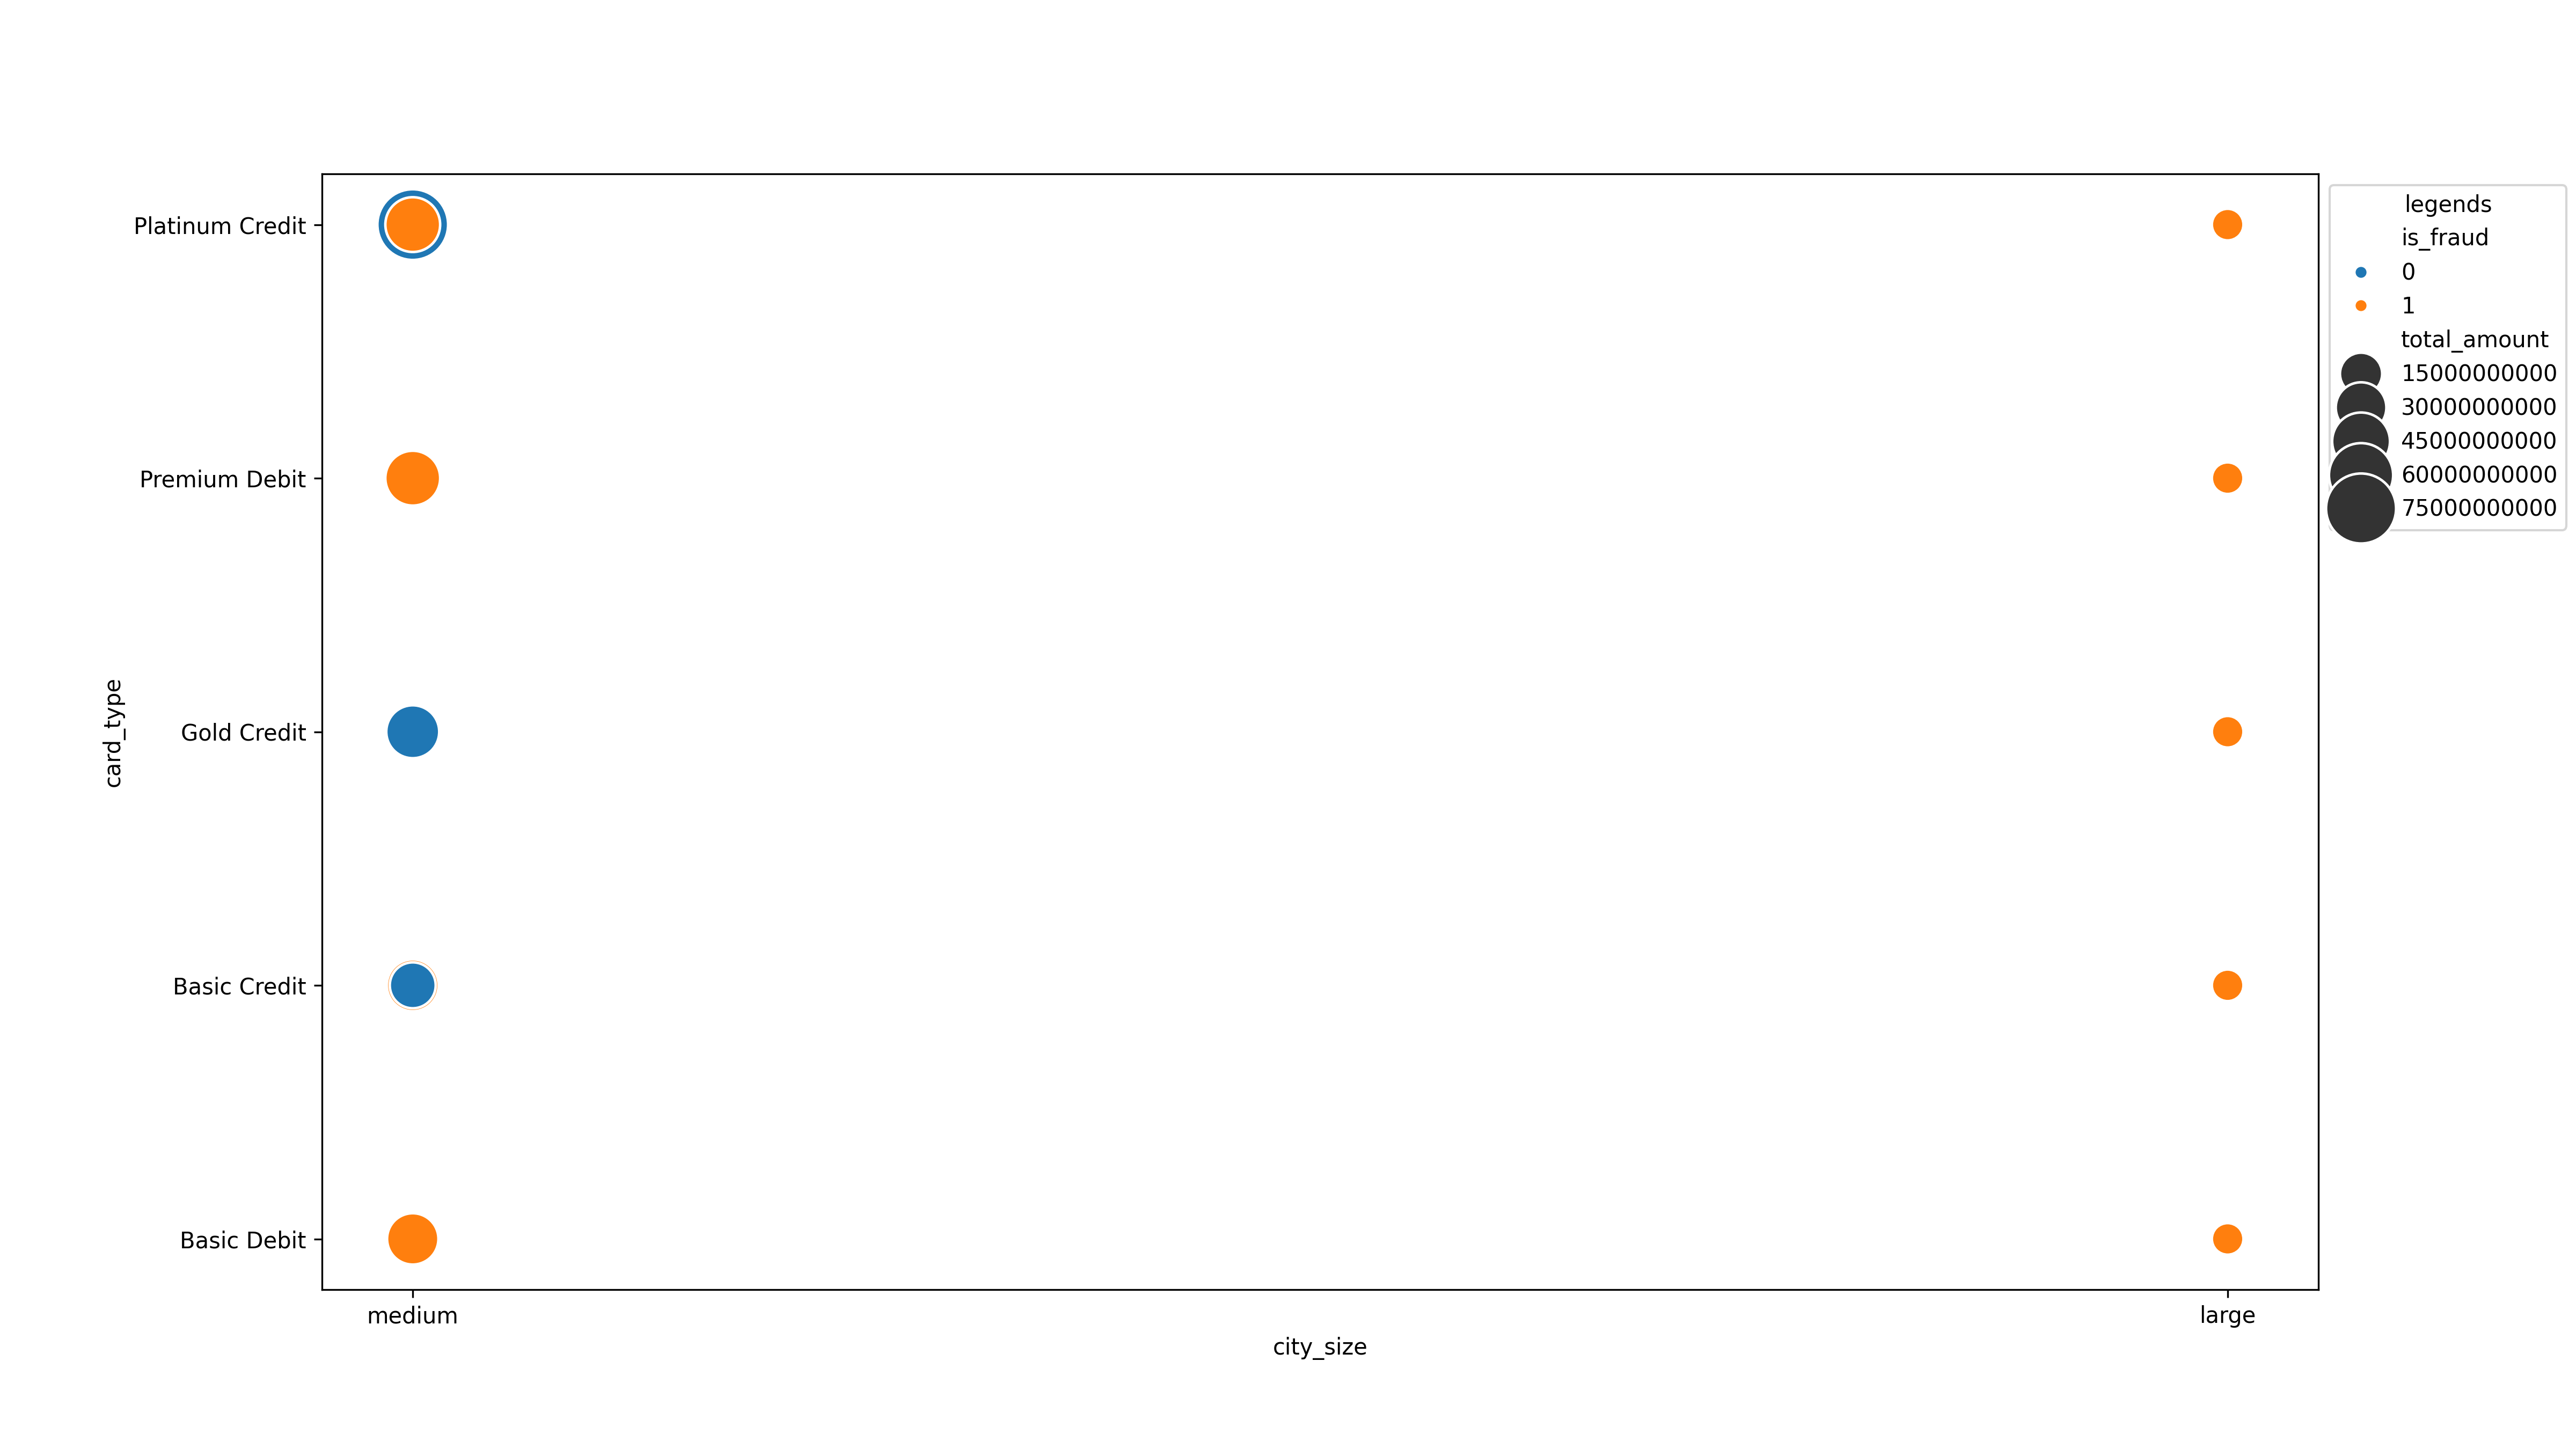 Platinum Credit
Premium Debit
Gold Credit
Basic Credit
Basic Debit
card_type
medium
large
city_size
legends
is_fraud
0
1
total_amount
15000000000
30000000000
45000000000
60000000000
75000000000